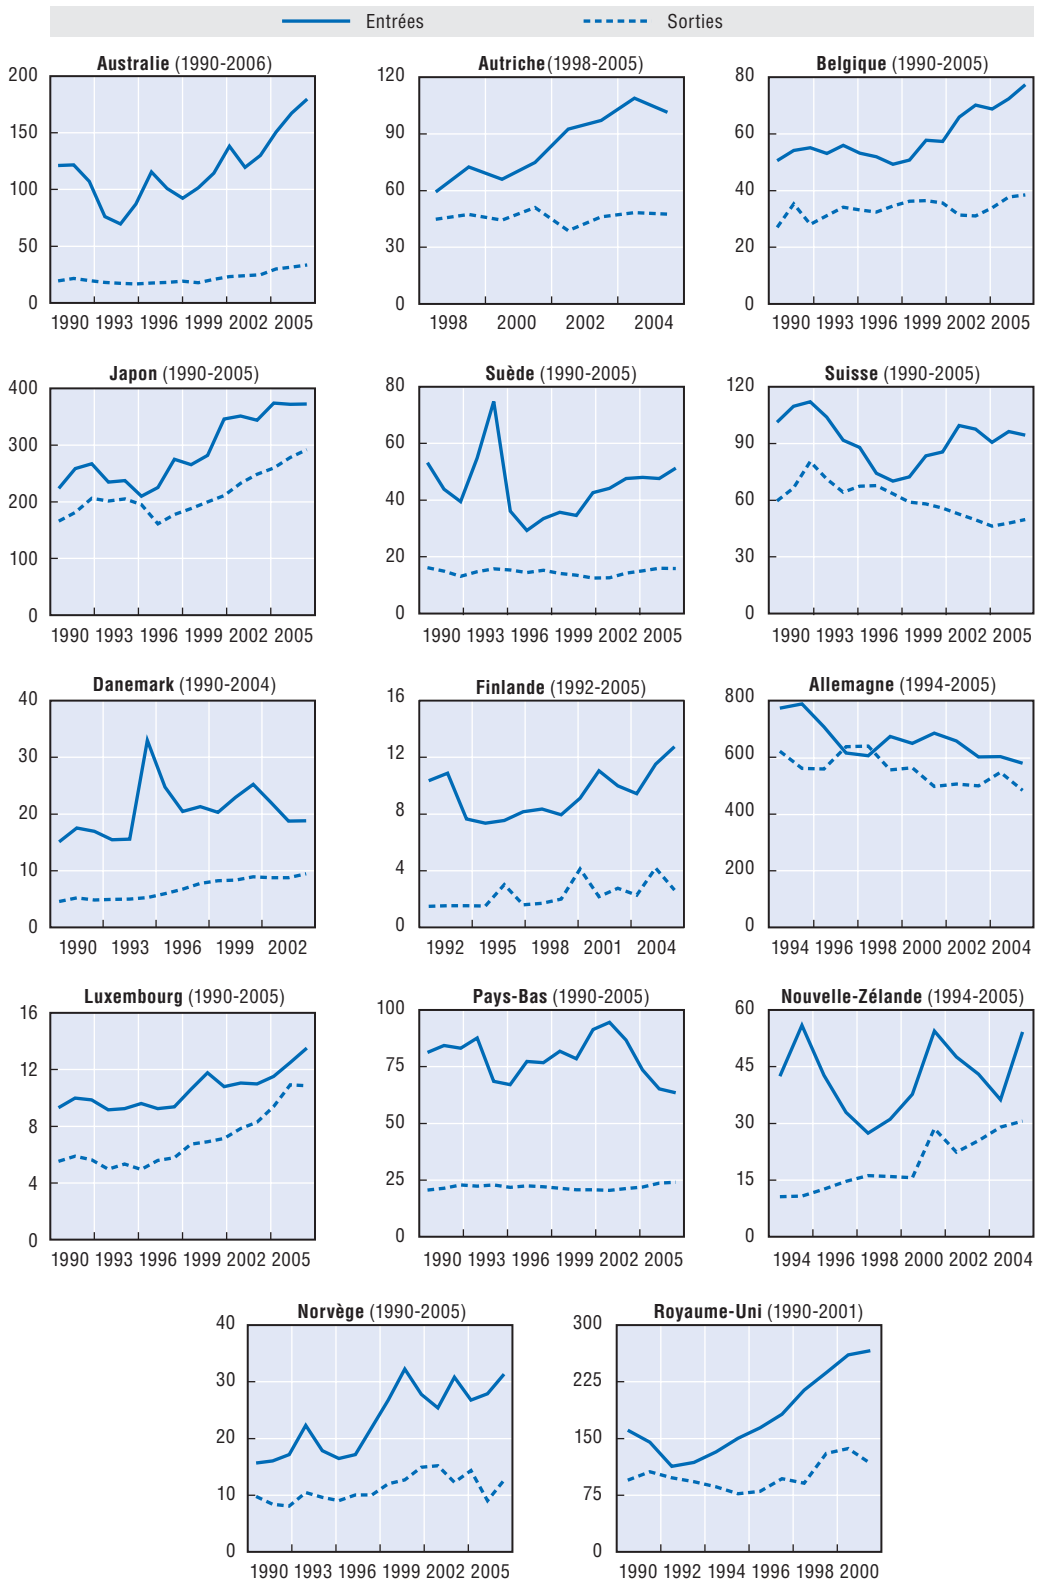 Entrées Sorties
Australie (1990-2006)
200
150
100
50
0
1990 1993 1996 1999 2002 2005
Autriche (1998-2005)
120
90
60
30
0
1998 2000 2002 2004
Belgique (1990-2005)
80
60
40
20
0
1990 1993 1996 1999 2002 2005
Japon (1990-2005)
400
300
200
100
0
1990 1993 1996 1999 2002 2005
Suède (1990-2005)
80
60
40
20
0
1990 1993 1996 1999 2002 2005
Suisse (1990-2005)
120
90
60
30
0
1990 1993 1996 1999 2002 2005
Danemark (1990-2004)
40
30
20
10
0
1990 1993 1996 1999 2002
Finlande (1992-2005)
16
12
8
4
0
1992 1995 1998 2001 2004
Allemagne (1994-2005)
800
600
400
200
0
1994 1996 1998 2000 2002 2004
Luxembourg (1990-2005)
16
12
8
4
0
1990 1993 1996 1999 2002 2005
Pays-Bas (1990-2005)
100
75
50
25
0
1990 1993 1996 1999 2002 2005
Nouvelle-Zélande (1994-2005)
60
45
30
15
0
1994 1996 1998 2000 2002 2004
Norvège (1990-2005)
40
30
20
10
0
1990 1993 1996 1999 2002 2005
Royaume-Uni (1990-2001)
300
225
150
75
0
1990 1992 1994 1996 1998 2000